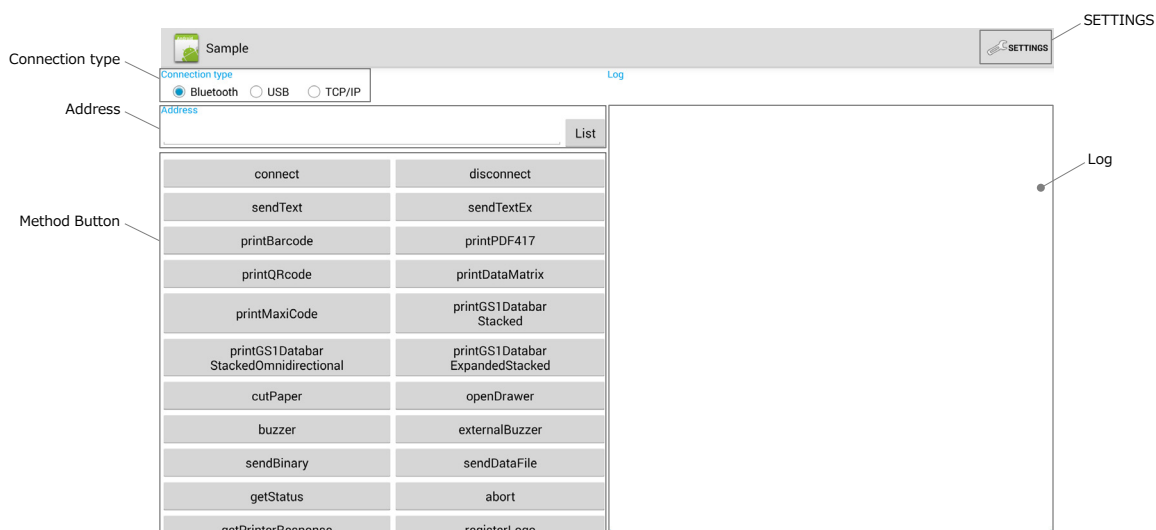 SETTINGS
Sample
SETTINGS
Connection type
Connection type
Log
Bluetooth
USB
TCP/IP
Address
Address
List
Log
connect
disconnect
sendText
sendTextEx
Method Button
printBarcode
printPDF417
printQRcode
printDataMatrix
printMaxiCode
printGS1Databar
Stacked
printGS1Databar
StackedOmnidirectional
printGS1Databar
ExpandedStacked
cutPaper
openDrawer
buzzer
externalBuzzer
sendBinary
sendDataFile
getStatus
abort
getPrinterResponse
registerLogo